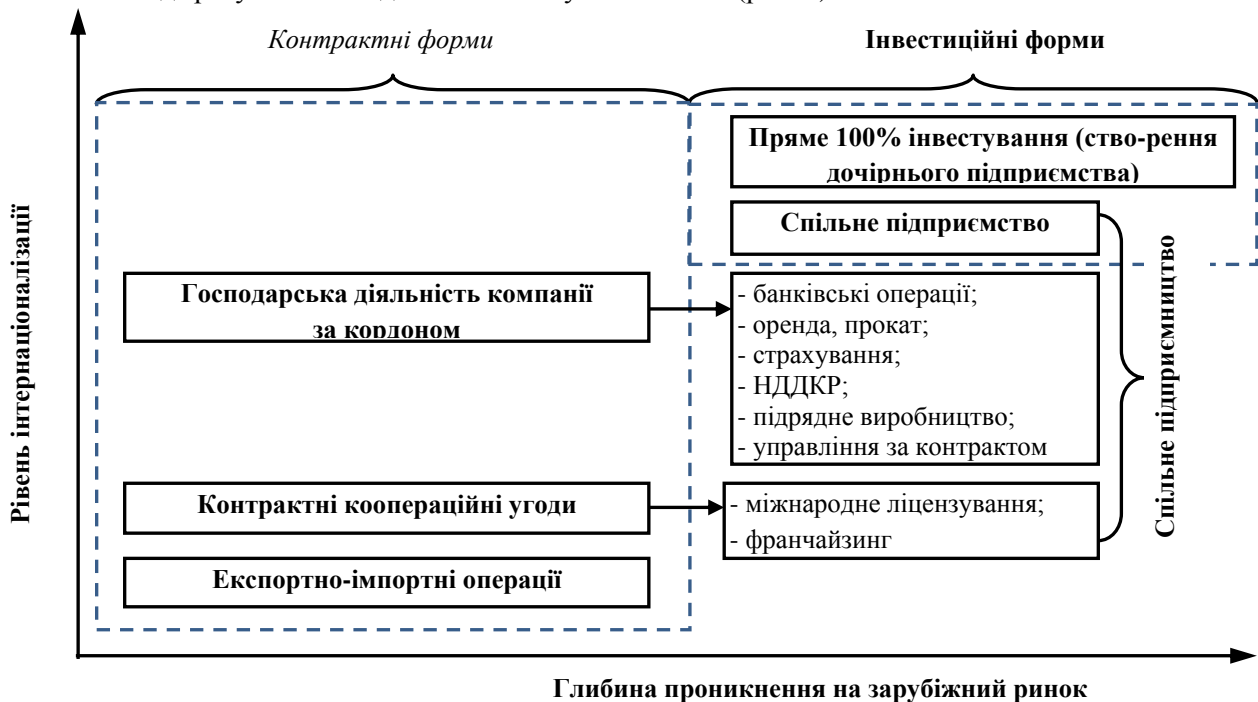 Контрактні форми
Інвестиційні форми
Пряме 100% інвестування (ство-рення
дочірнього підприємства)
Спільне підприємство
Господарська діяльність компанії
за кордоном
- банківські операції;
- оренда, прокат;
- страхування;
- НДДКР;
- підрядне виробництво;
- управління за контрактом
Контрактні коопераційні угоди
- міжнародне ліцензування;
- франчайзинг
Експортно-імпортні операції
Спільне підприємництво
Рівень інтернаціоналізації
Глибина проникнення на зарубіжний ринок